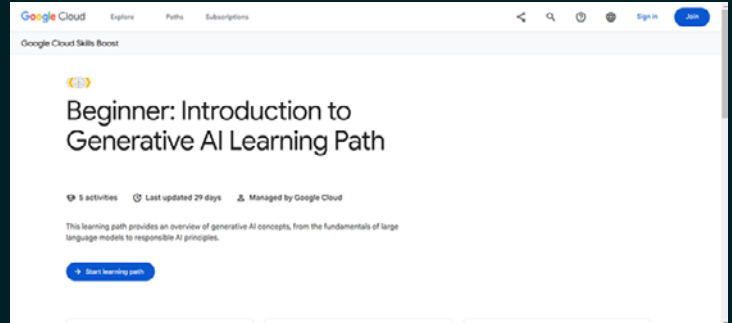 Google Cloud Explore Paths Subscriptions Sign in Join
Google Cloud Skills Boost
Beginner: Introduction to
Generative AI Learning Path
5 activities Last updated 29 days Managed by Google Cloud
This learning path provides an overview of generative AI concepts, from the fundamentals of large
language models to responsible AI principles.
Start learning path